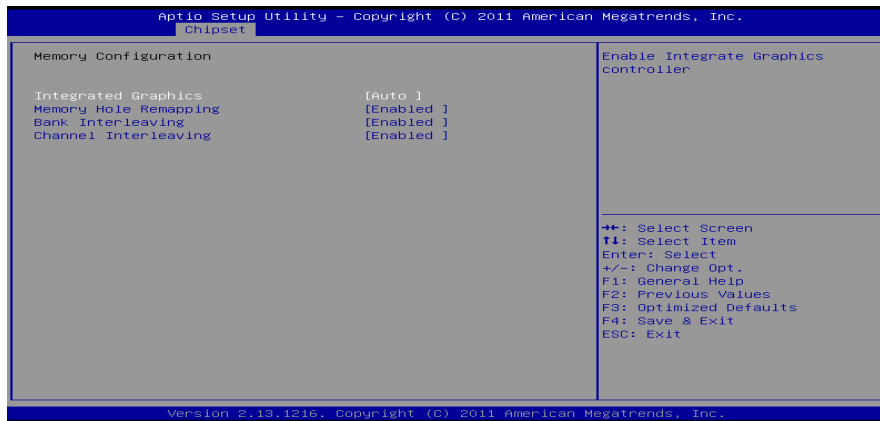 Aptio Setup Utility – Copyright (C) 2011 American Megatrends, Inc.
Chipset
Memory Configuration
Integrated Graphics [Auto ]
Memory Hole Remapping [Enabled ]
Bank Interleaving [Enabled ]
Channel Interleaving [Enabled ]
Enable Integrate Graphics
controller
→←: Select Screen
↑↓: Select Item
Enter: Select
+/-: Change Opt.
F1: General Help
F2: Previous Values
F3: Optimized Defaults
F4: Save & Exit
ESC: Exit
Version 2.13.1216. Copyright (C) 2011 American Megatrends, Inc.